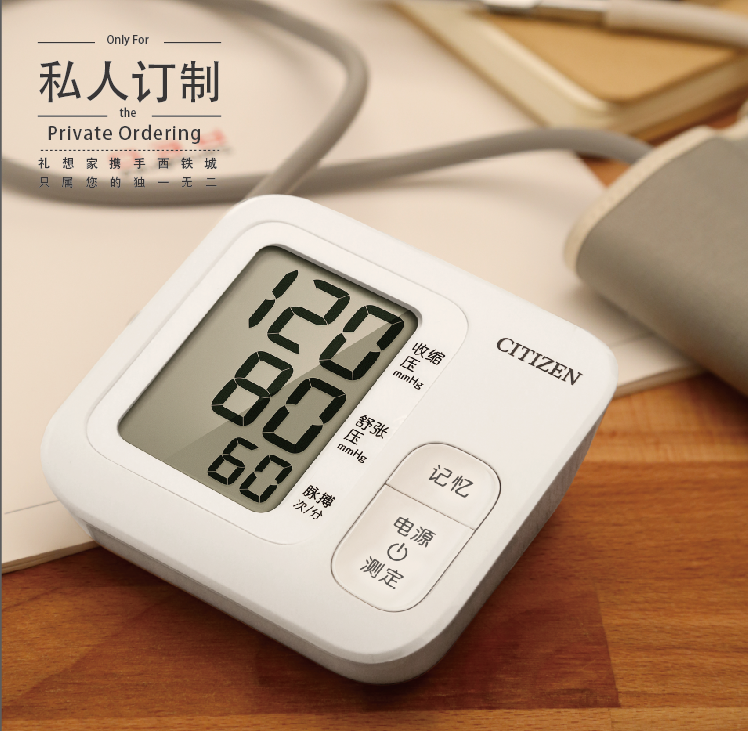 Only For
私人订制
the
Private Ordering
礼想家携手西铁城
只属您的独一无二
120
收缩
压
mmHg
CITIZEN
80
舒张
压
mmHg
60
脉搏
次/分
记忆
电源
测定